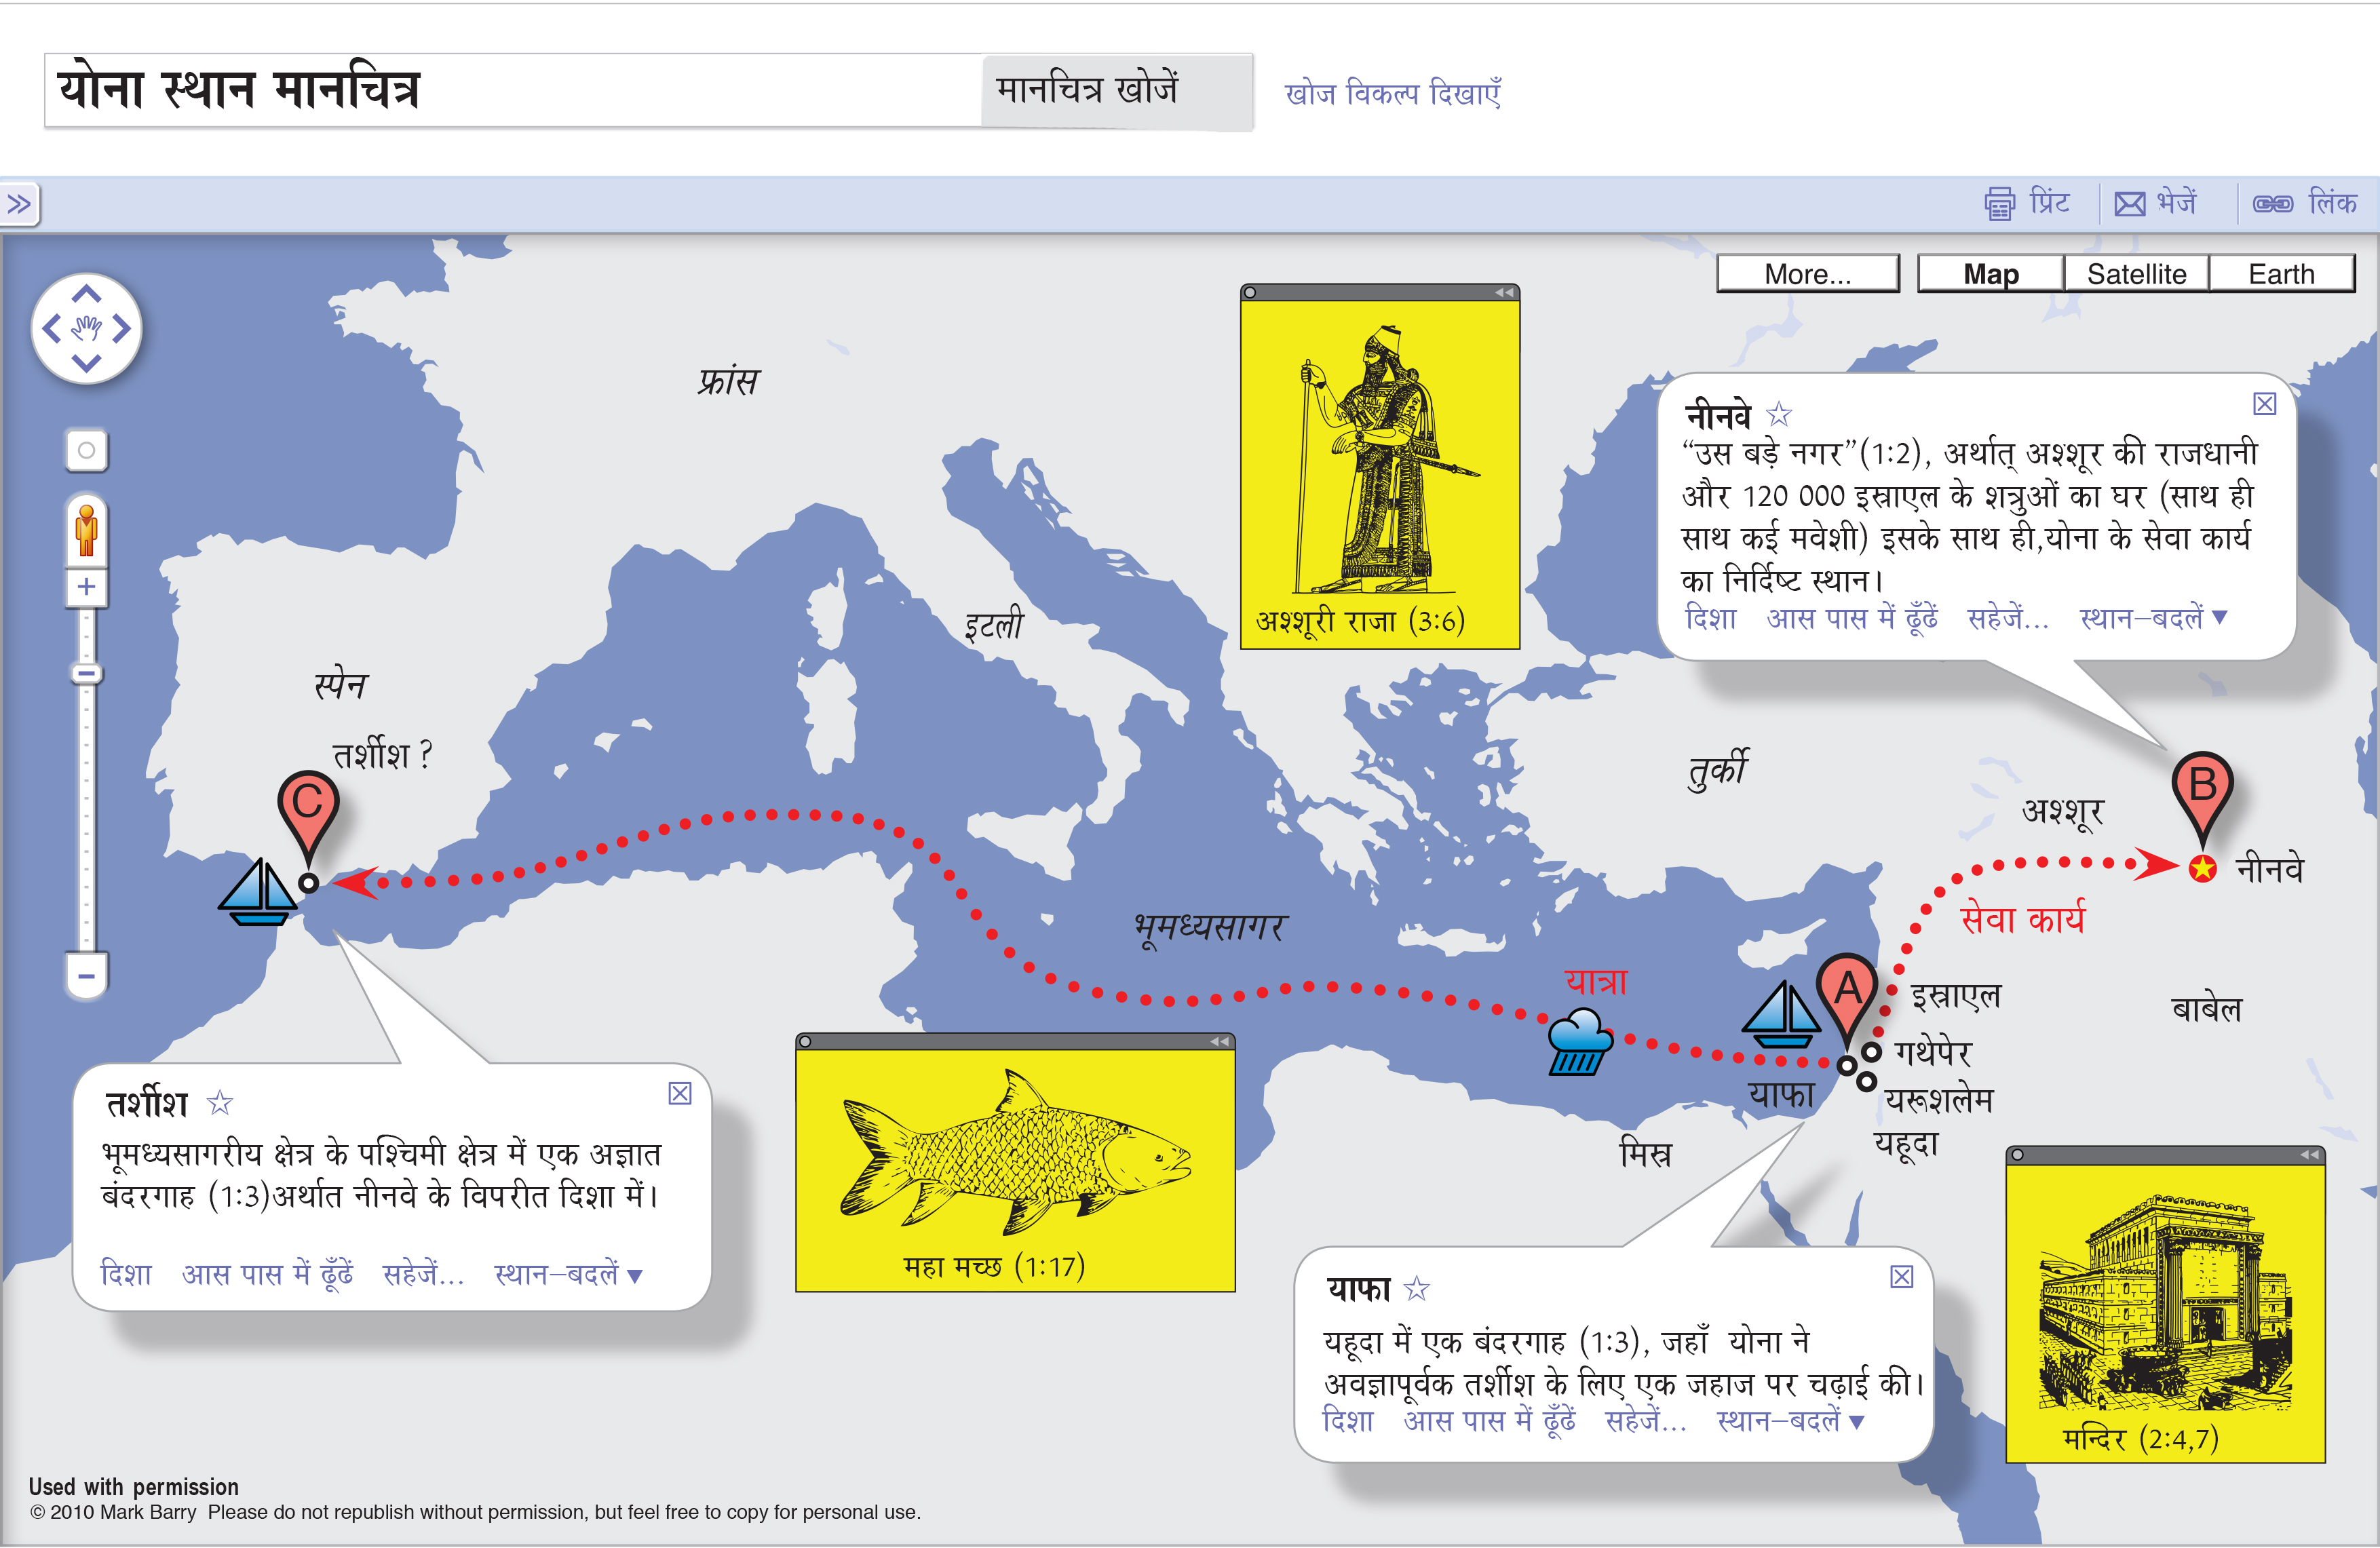 योना स्थान मानचित्र
मानचित्र खोजें
खोज विकल्प दिखाएँ
प्रिंट
भेजें
लिंक
More...
Map
Satellite
Earth
फ्रांस
अश्शूरी राजा (3:6)
नीनवे
“उस बड़े नगर”(1:2), अर्थात् अश्शूर की राजधानी
और 120 000 इस्राएल के शत्रुओं का घर (साथ ही
साथ कई मवेशी) इसके साथ ही,योना के सेवा कार्य
का निर्दिष्ट स्थान।
दिशा आस पास में ढूँढें सहेजें... स्थान-बदलें
इटली
स्पेन
तर्शीश ?
C
तुर्की
B
अश्शूर
नीनवे
सेवा कार्य
भूमध्यसागर
यात्रा
A
इस्राएल
बाबेल
गथेपेर
याफा
यरूशलेम
मिस्र
यहूदा
तर्शीश
भूमध्यसागरीय क्षेत्र के पश्चिमी क्षेत्र में एक अज्ञात
बंदरगाह (1:3)अर्थात नीनवे के विपरीत दिशा में।
दिशा आस पास में ढूँढें सहेजें... स्थान-बदलें
महा मच्छ (1:17)
याफा
यहूदा में एक बंदरगाह (1:3), जहाँ योना ने
अवज्ञापूर्वक तर्शीश के लिए एक जहाज पर चढ़ाई की।
दिशा आस पास में ढूँढें सहेजें... स्थान-बदलें
मन्दिर (2:4,7)
Used with permission
© 2010 Mark Barry Please do not republish without permission, but feel free to copy for personal use.